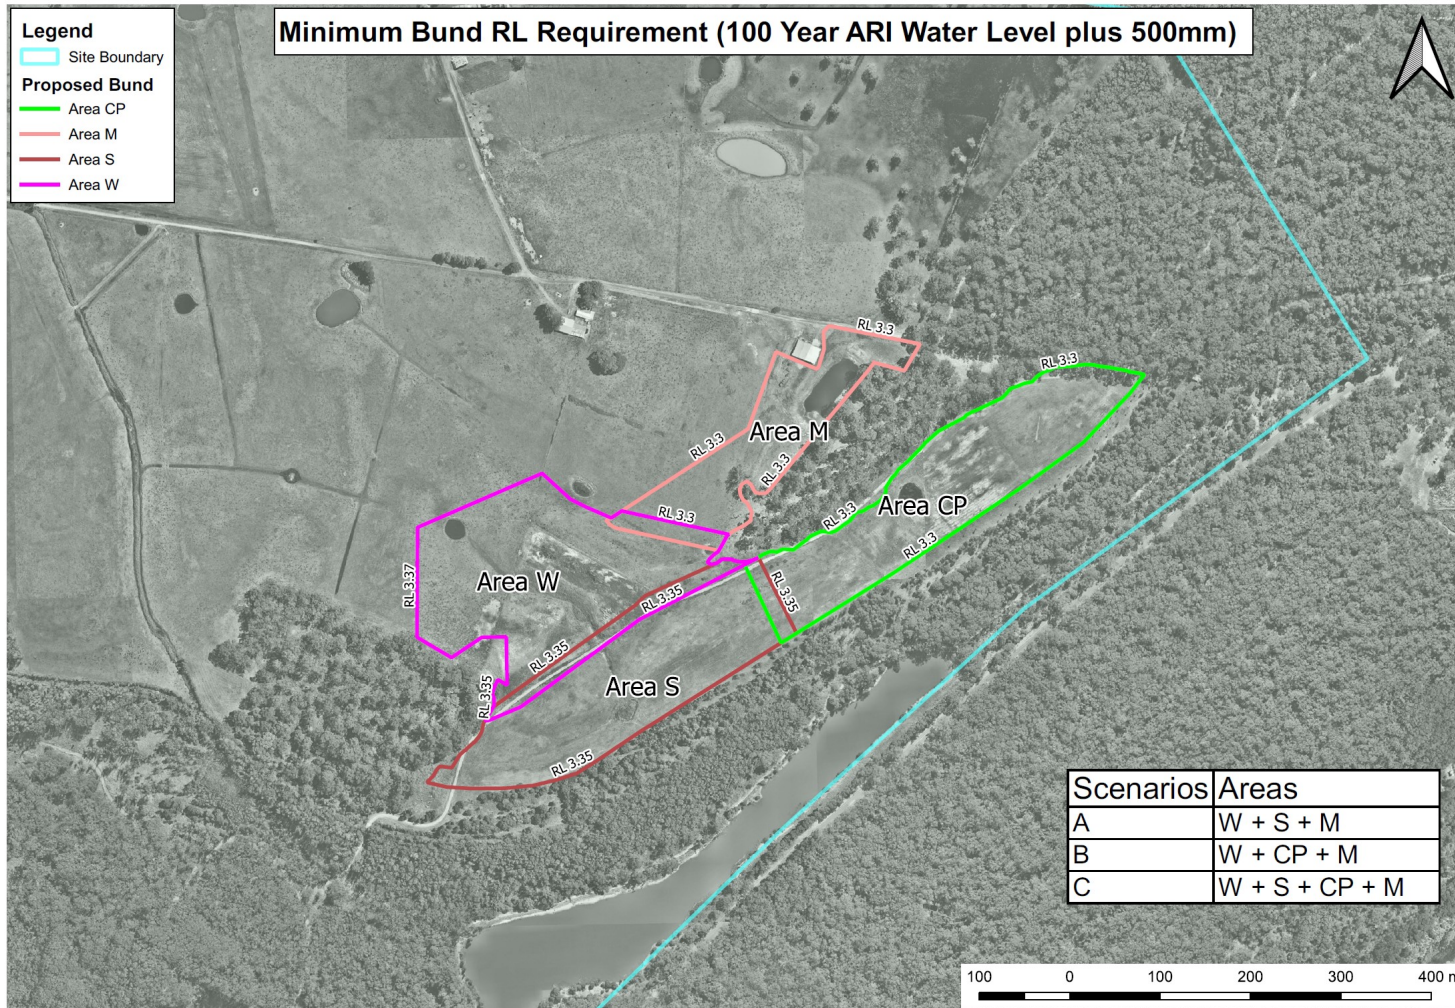 Minimum Bund RL Requirement (100 Year ARI Water Level plus 500mm)
Legend
Site Boundary
Proposed Bund
Area CP
Area M
Area S
Area W
RL 3.3
RL 3.3
Area M
RL 3.3
RL 3.3
RL 3.3
Area CP
RL 3.3
RL 3.3
RL 3.37
Area W
RL 3.35
RL 3.35
RL 3.35
RL 3.35
Area S
RL 3.35
Scenarios Areas
A W + S + M
B W + CP + M
C W + S + CP + M
100 0 100 200 300 400 m